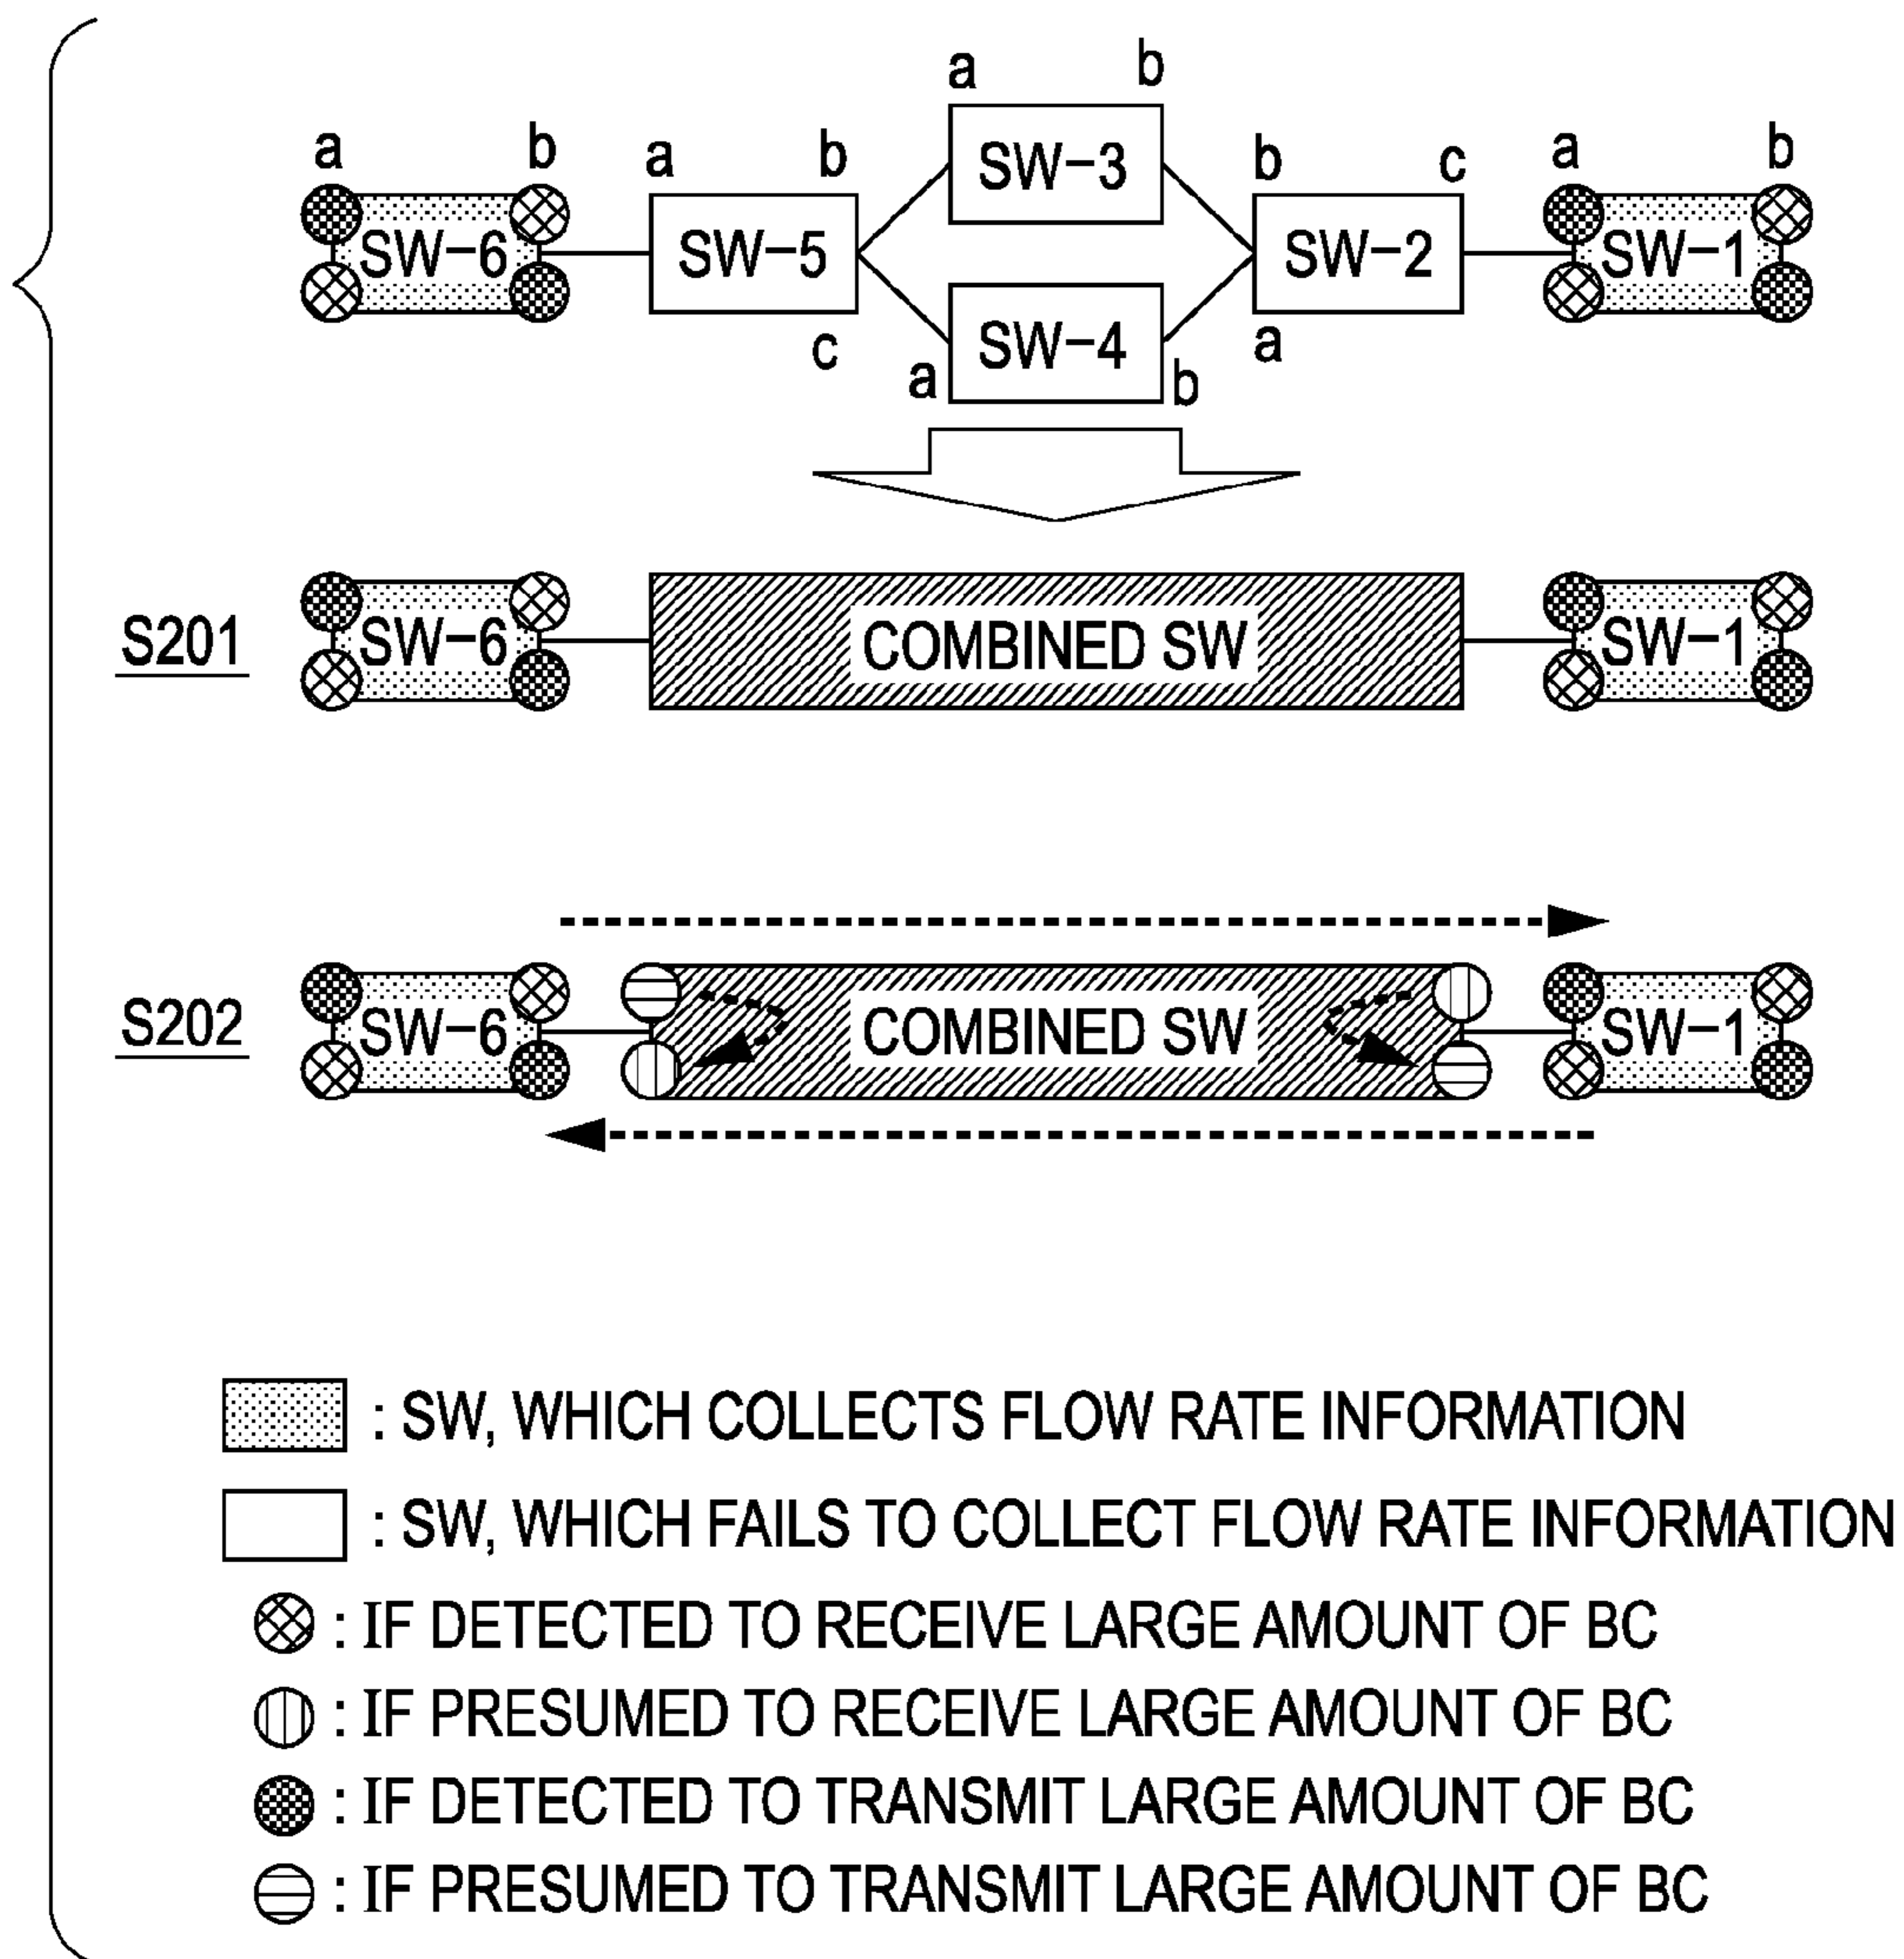 a b
a b a b b c a b
SW-3
SW-6 SW-5 SW-2 SW-1
SW-4
c a b a
S201 SW-6 COMBINED SW SW-1
S202 SW-6 COMBINED SW SW-1
: SW, WHICH COLLECTS FLOW RATE INFORMATION
: SW, WHICH FAILS TO COLLECT FLOW RATE INFORMATION
: IF DETECTED TO RECEIVE LARGE AMOUNT OF BC
: IF PRESUMED TO RECEIVE LARGE AMOUNT OF BC
: IF DETECTED TO TRANSMIT LARGE AMOUNT OF BC
: IF PRESUMED TO TRANSMIT LARGE AMOUNT OF BC